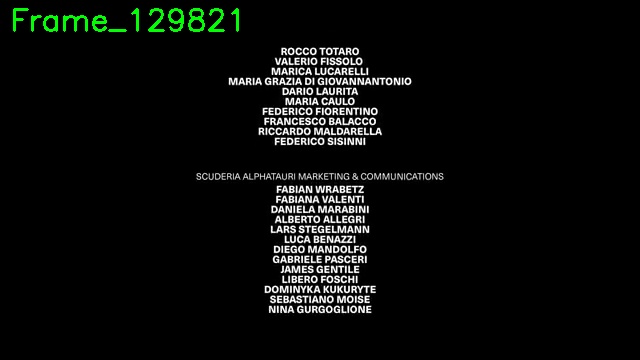 Frame_129821
ROCCO TOTARO
VALERIO FISSOLO
MARICA LUCARELLI
MARIA GRAZIA DI GIOVANNANTONIO
DARIO LAURITA
MARIA CAULO
FEDERICO FIORENTINO
FRANCESCO BALACCO
RICCARDO MALDARELLA
FEDERICO SISINNI
SCUDERIA ALPHATAURI MARKETING & COMMUNICATIONS
FABIAN WRABETZ
FABIANA VALENTI
DANIELA MARABINI
ALBERTO ALLEGRI
LARS STEGELMANN
LUCA BENAZZI
DIEGO MANDOLFO
GABRIELE PASCERI
JAMES GENTILE
LIBERO FOSCHI
DOMINYKA KUKURYTE
SEBASTIANO MOISE
NINA GURGOGLIONE